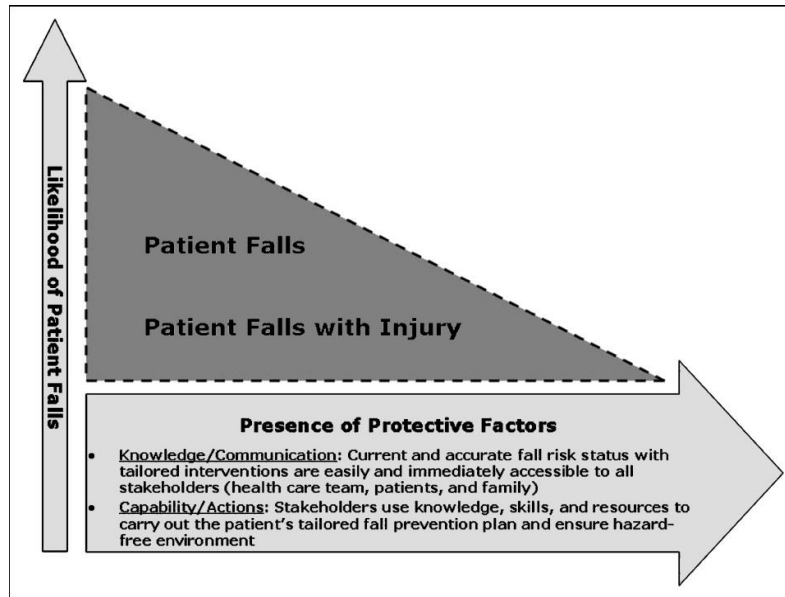 Likelihood of Patient Falls
Patient Falls
Patient Falls with Injury
Presence of Protective Factors
• Knowledge/Communication: Current and accurate fall risk status with
tailored interventions are easily and immediately accessible to all
stakeholders (health care team, patients, and family)
• Capability/Actions: Stakeholders use knowledge, skills, and resources to
carry out the patient's tailored fall prevention plan and ensure hazard-
free environment